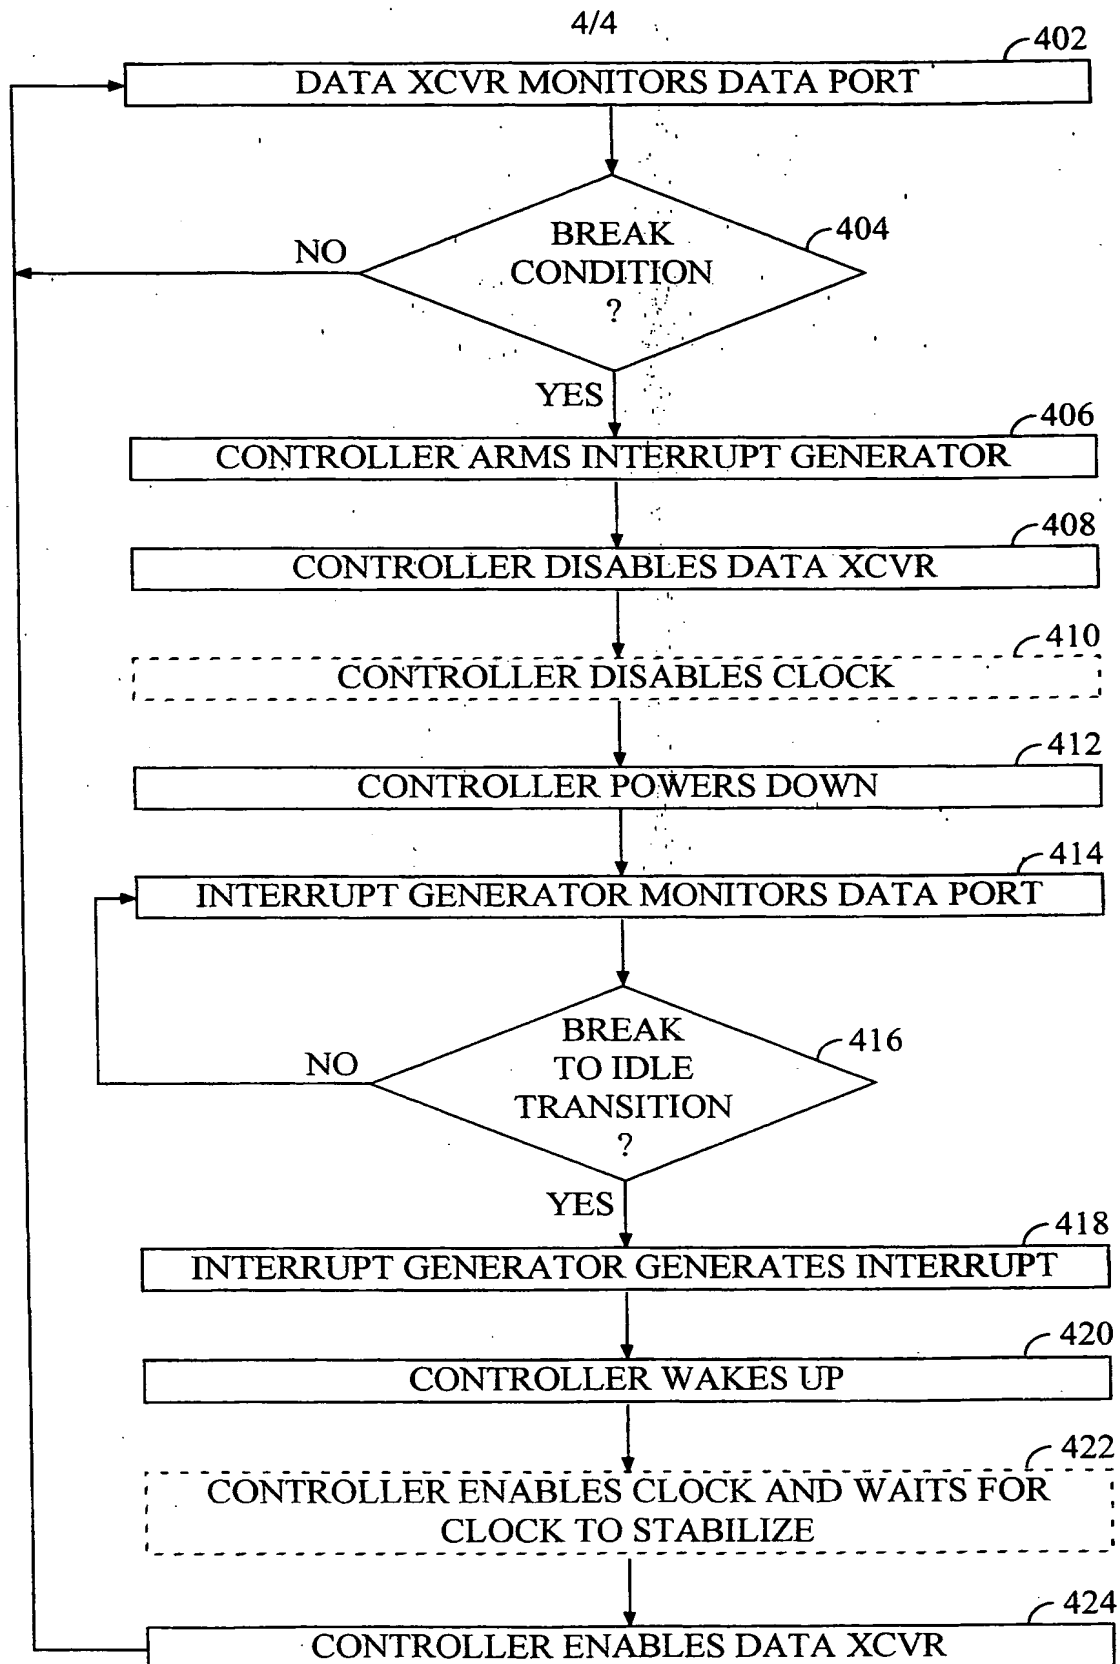 4/4
402
DATA XCVR MONITORS DATA PORT
BREAK
CONDITION
?
404
NO
YES
406
CONTROLLER ARMS INTERRUPT GENERATOR
408
CONTROLLER DISABLES DATA XCVR
410
CONTROLLER DISABLES CLOCK
412
CONTROLLER POWERS DOWN
414
INTERRUPT GENERATOR MONITORS DATA PORT
BREAK
TO IDLE
TRANSITION
?
416
NO
YES
418
INTERRUPT GENERATOR GENERATES INTERRUPT
420
CONTROLLER WAKES UP
422
CONTROLLER ENABLES CLOCK AND WAITS FOR
CLOCK TO STABILIZE
424
CONTROLLER ENABLES DATA XCVR